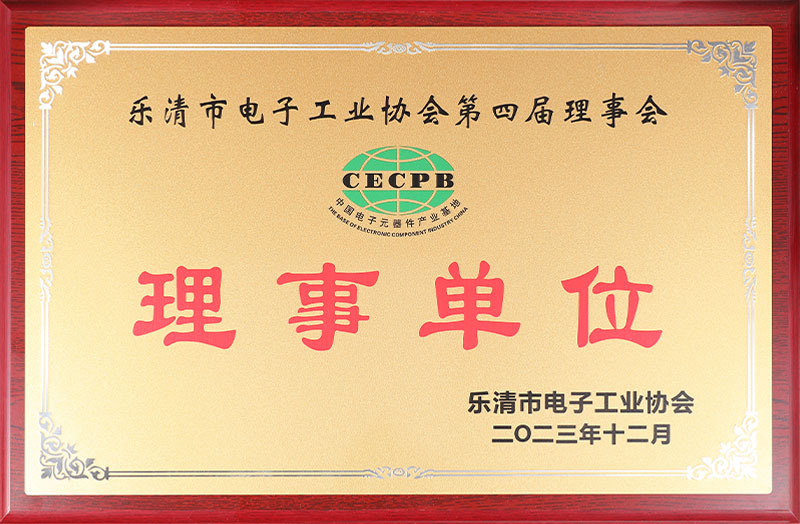 乐清市电子工业协会第四届理事会
CECPB
中国电子元器件产业基地
THE BASE OF ELECTRONIC COMPONENT INDUSTRY CHINA
理事单位
乐清市电子工业协会
二〇二三年十二月